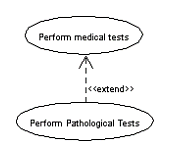 Perform medical tests
<<extend>>
Perform Pathological Tests